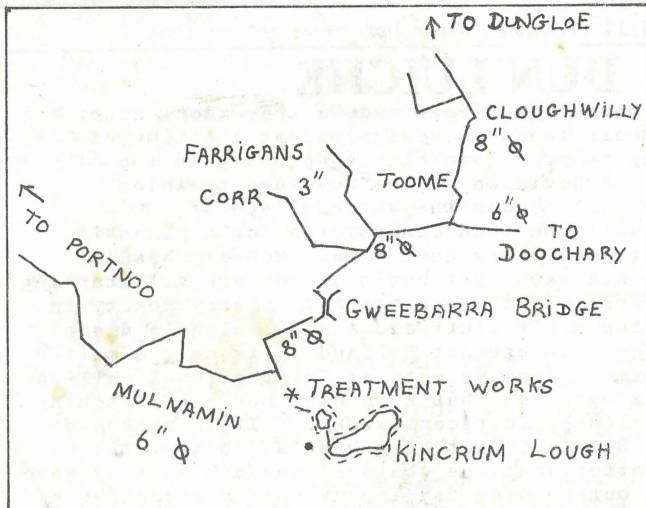 ↑ TO DUNGLOE
CLOUGHWILLY
8" ϕ
FARRIGANS
3"
TOOME
CORR
6" ϕ
TO
DOOCHARY
8" ϕ
TO PORTNOO
GWEEBARRA BRIDGE
8" ϕ
* TREATMENT WORKS
MULNAMIN
6" ϕ
KINCRUM LOUGH